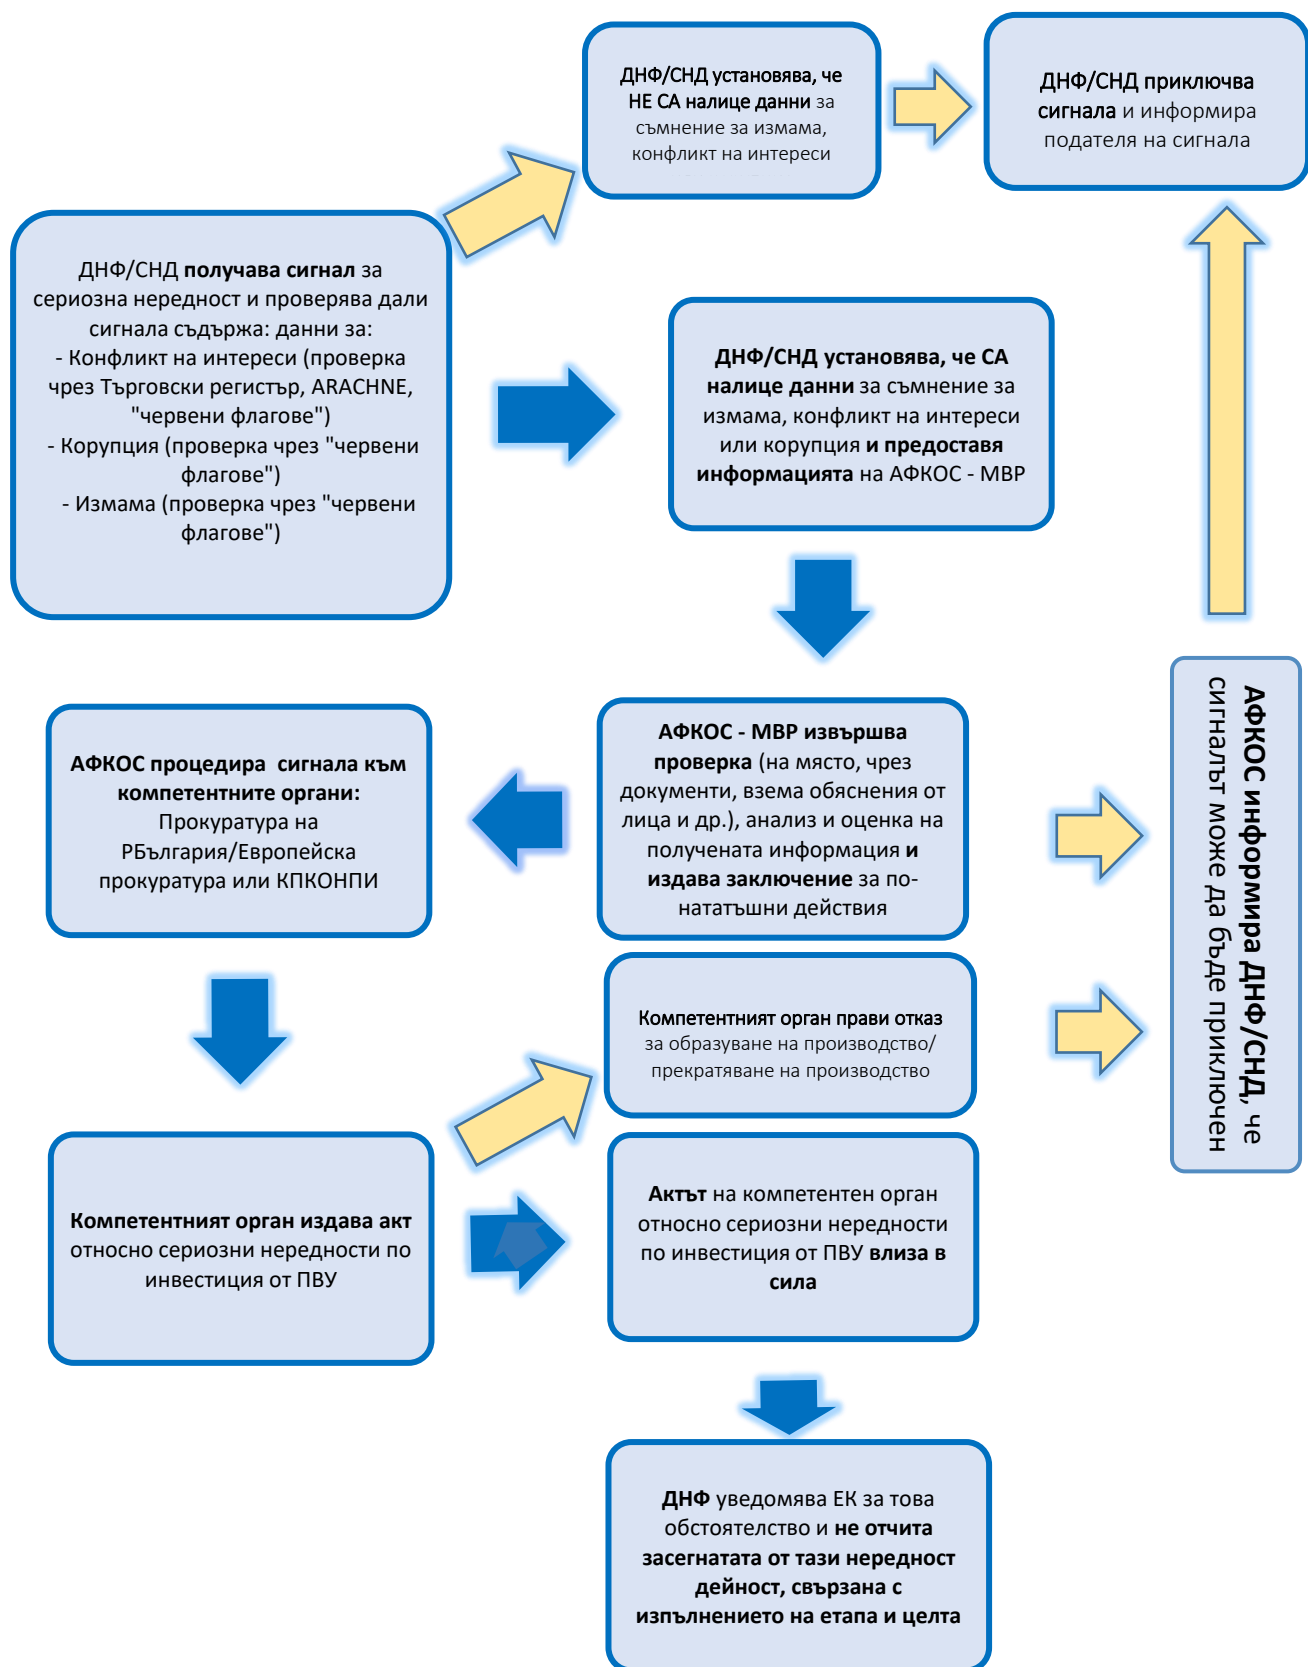 ДНФ/СНД установява, че
НЕ СА налице данни за
съмнение за измама,
конфликт на интереси
ДНФ/СНД приключва
сигнала и информира
подателя на сигнала
ДНФ/СНД получава сигнал за
сериозна нередност и проверява дали
сигнала съдържа: данни за:
- Конфликт на интереси (проверка
чрез Търговски регистър, ARACHNE,
"червени флагове")
- Корупция (проверка чрез "червени
флагове")
- Измама (проверка чрез "червени
флагове")
ДНФ/СНД установява, че СА
налице данни за съмнение за
измама, конфликт на интереси
или корупция и предоставя
информацията на АФКОС - МВР
АФКОС процедира  сигнала към
компетентните органи:
Прокуратура на
РБългария/Европейска
прокуратура или КПКОНПИ
АФКОС - МВР извършва
проверка (на място, чрез
документи, взема обяснения от
лица и др.), анализ и оценка на
получената информация и
издава заключение за по-
нататъшни действия
АФКОС информира ДНФ/СНД, че
сигналът може да бъде приключен
Компетентният орган прави отказ
за образуване на производство/
прекратяване на производство
Компетентният орган издава акт
относно сериозни нередности по
инвестиция от ПВУ
Актът на компетентен орган
относно сериозни нередности
по инвестиция от ПВУ влиза в
сила
ДНФ уведомява ЕК за това
обстоятелство и не отчита
засегнатата от тази нередност
дейност, свързана с
изпълнението на етапа и целта